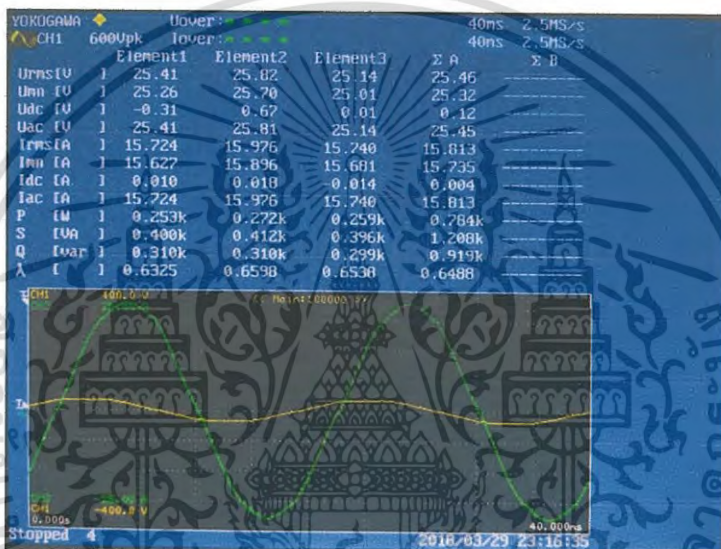 YOKOGAWA Uover: 40ms 2.5MS/s
CH1 600Vpk Iover: 40ms 2.5MS/s
Element1 Element2 Element3 Σ A Σ B
Urms[V ] 25.41 25.82 25.14 25.46
Umn [V ] 25.26 25.70 25.01 25.32
Udc [V ] -0.31 0.67 0.01 0.12
Uac [V ] 25.41 25.81 25.14 25.45
Irms[A ] 15.724 15.976 15.740 15.813
Imn [A ] 15.627 15.896 15.681 15.735
Idc [A ] 0.010 0.018 0.014 0.004
Iac [A ] 15.724 15.976 15.740 15.813
P [W ] 0.253k 0.272k 0.259k 0.784k
S [VA ] 0.400k 0.412k 0.396k 1.208k
Q [var ] 0.310k 0.310k 0.299k 0.919k
λ [ ] 0.6325 0.6598 0.6538 0.6488
CH1 400.0 V << Main:100000 >>
CH1 -400.0 V
0.000s 40.000ms
Stopped 4 2018/03/29 23:16:35